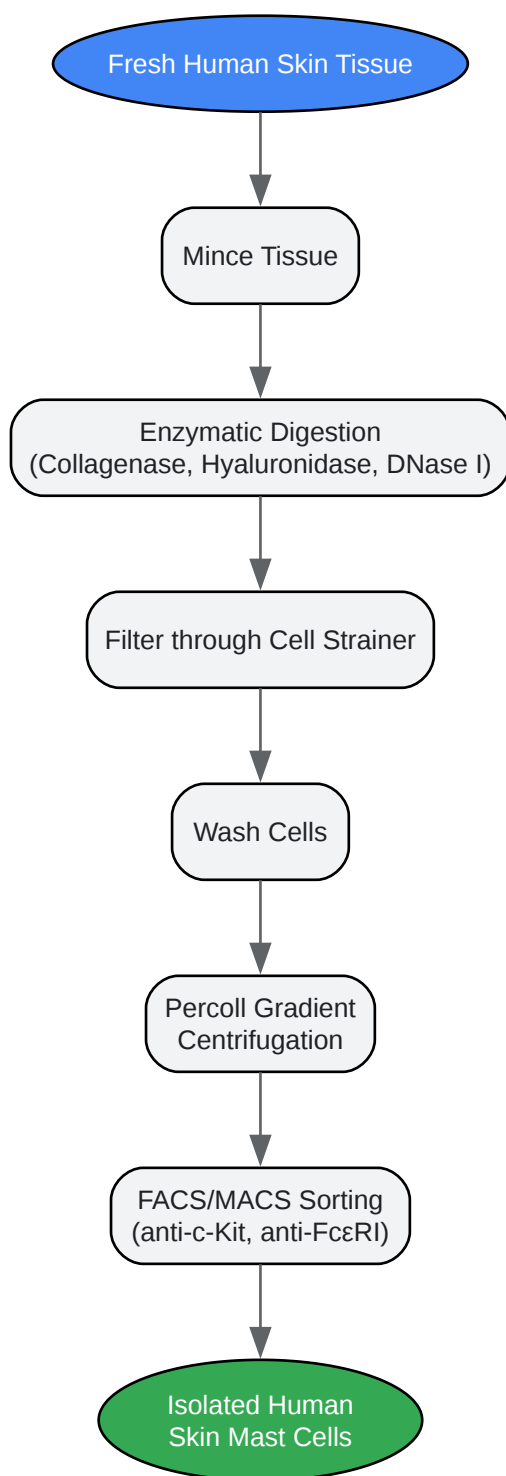 Fresh Human Skin Tissue
Mince Tissue
Enzymatic Digestion
(Collagenase, Hyaluronidase, DNase I)
Filter through Cell Strainer
Wash Cells
Percoll Gradient
Centrifugation
FACS/MACS Sorting
(anti-c-Kit, anti-FcεRI)
Isolated Human
Skin Mast Cells